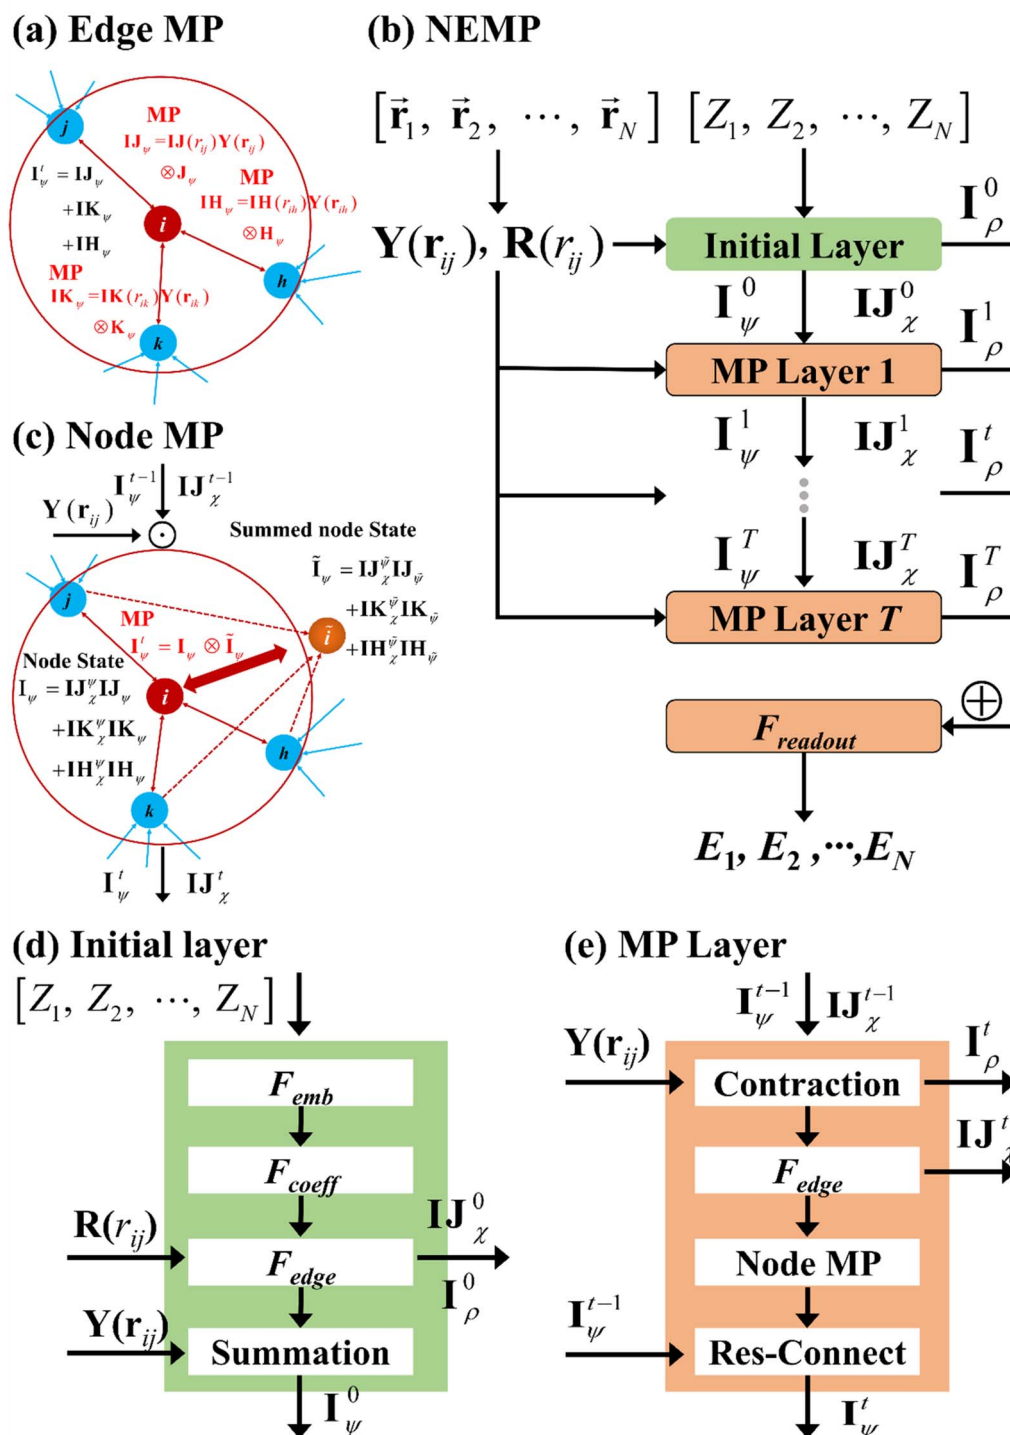 (a) Edge MP
j
MP
IJ_ψ=IJ(r_ij)Y(r_ij)
⊗J_ψ
I^t_ψ = IJ_ψ
+IK_ψ
+IH_ψ
MP
IH_ψ=IH(r_ih)Y(r_ih)
⊗H_ψ
i
MP
IK_ψ=IK(r_ik)Y(r_ik)
⊗K_ψ
h
k
(b) NEMP
[r⃗_1, r⃗_2, ⋯, r⃗_N] [Z_1, Z_2, ⋯, Z_N]
Y(r_ij), R(r_ij)
Initial Layer
I^0_ρ
I^0_ψ IJ^0_χ
MP Layer 1
I^1_ρ
I^1_ψ IJ^1_χ
I^t_ρ
I^T_ψ IJ^T_χ
MP Layer T
I^T_ρ
⊕
F_readout
E_1, E_2 ,⋯,E_N
(c) Node MP
I^{t-1}_ψ IJ^{t-1}_χ
Y(r_ij)
⊙
Summed node State
Ĩ_ψ = IJ^ψ̃_χ IJ_ψ̃
+IK^ψ̃_χ IK_ψ̃
+IH^ψ̃_χ IH_ψ̃
j
MP
I^t_ψ = I_ψ ⊗ Ĩ_ψ
ĩ
Node State
I_ψ = IJ^ψ_χ IJ_ψ
+IK^ψ_χ IK_ψ
+IH^ψ_χ IH_ψ
i
h
k
I^t_ψ IJ^t_χ
(d) Initial layer
[Z_1, Z_2, ⋯, Z_N]
F_emb
F_coeff
R(r_ij)
F_edge
IJ^0_χ
I^0_ρ
Y(r_ij)
Summation
I^0_ψ
(e) MP Layer
I^{t-1}_ψ IJ^{t-1}_χ
Y(r_ij)
Contraction
I^t_ρ
F_edge
IJ^t_χ
Node MP
I^{t-1}_ψ
Res-Connect
I^t_ψ